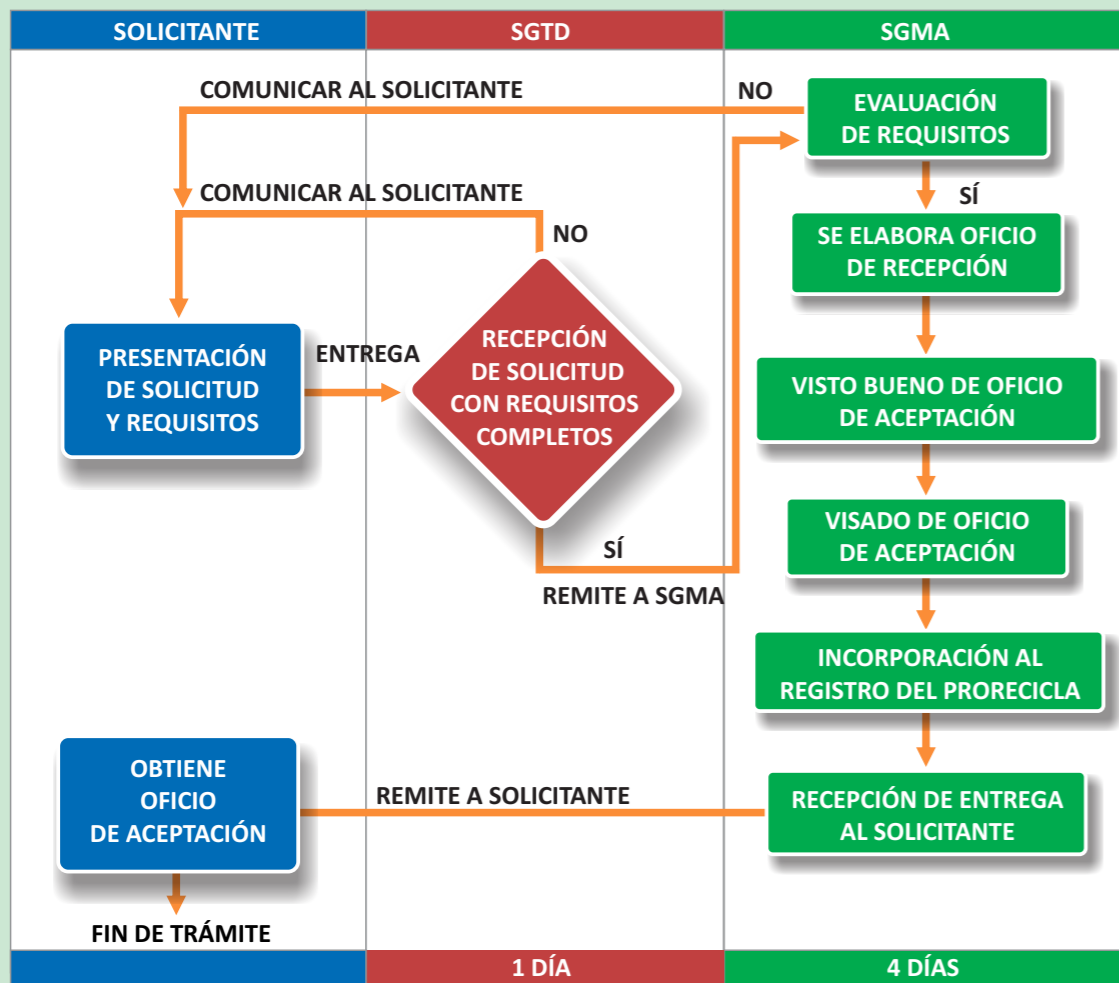 SOLICITANTE
SGTD
SGMA
COMUNICAR AL SOLICITANTE
NO
EVALUACIÓN
DE REQUISITOS
COMUNICAR AL SOLICITANTE
NO
SÍ
SE ELABORA OFICIO
DE RECEPCIÓN
PRESENTACIÓN
DE SOLICITUD
Y REQUISITOS
ENTREGA
RECEPCIÓN
DE SOLICITUD
CON REQUISITOS
COMPLETOS
VISTO BUENO DE OFICIO
DE ACEPTACIÓN
SÍ
REMITE A SGMA
VISADO DE OFICIO
DE ACEPTACIÓN
INCORPORACIÓN AL
REGISTRO DEL PRORECICLA
OBTIENE
OFICIO
DE ACEPTACIÓN
REMITE A SOLICITANTE
RECEPCIÓN DE ENTREGA
AL SOLICITANTE
FIN DE TRÁMITE
1 DÍA
4 DÍAS